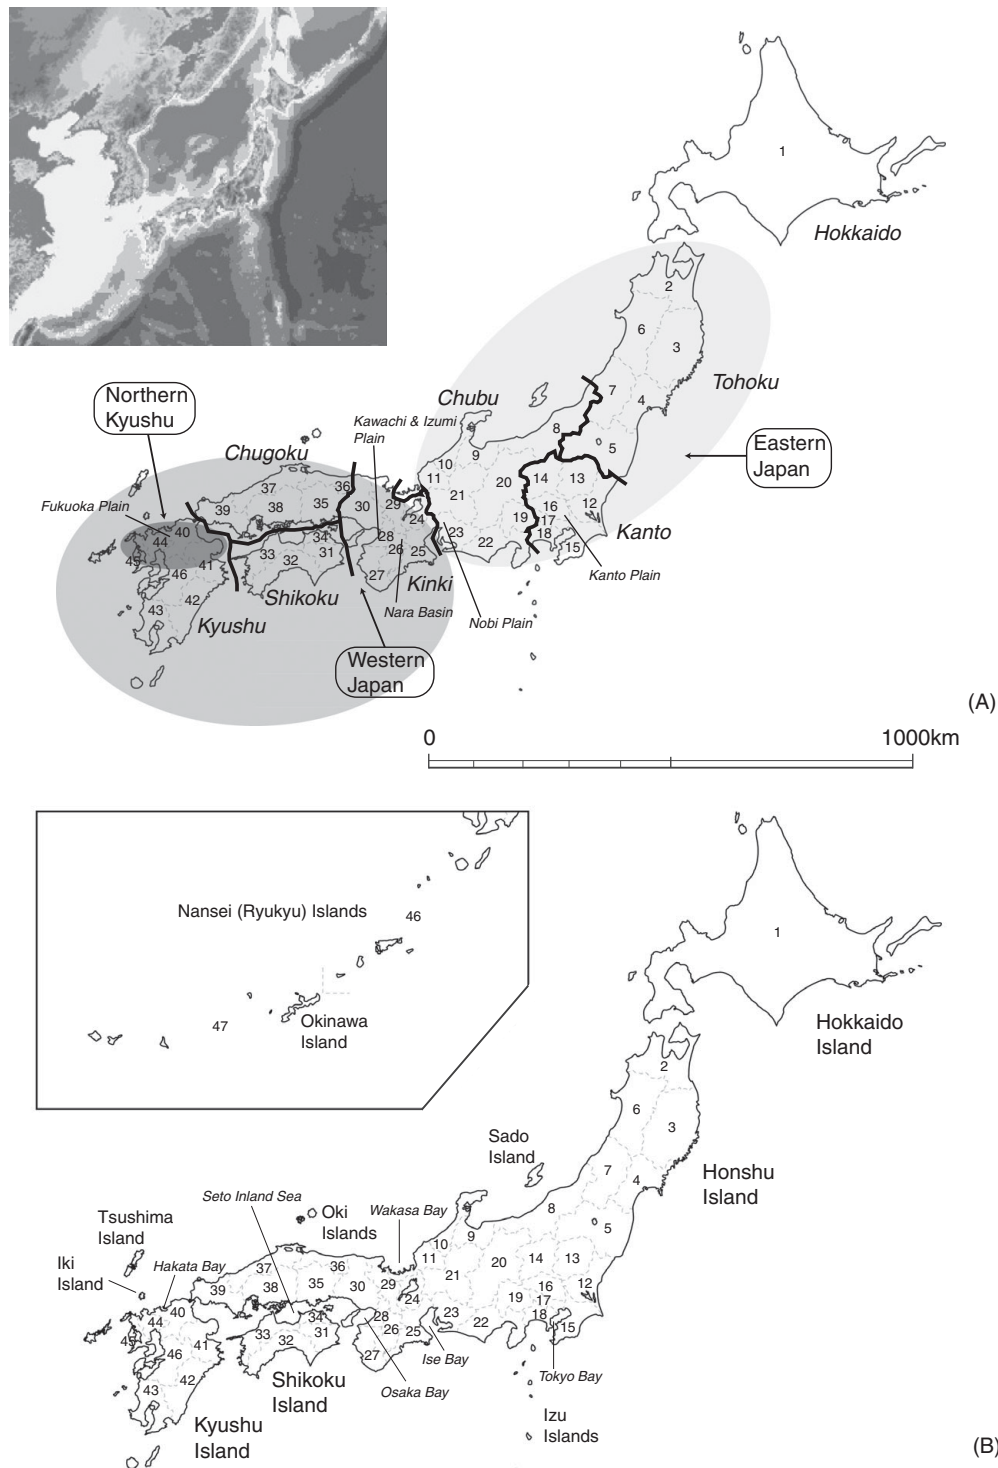 1
Hokkaido
2
6
3
Tohoku
7
4
Northern
Kyushu
Chubu
Kawachi & Izumi
Plain
8
5
Eastern
Japan
Chugoku
10
9
11
37
36
20
14
13
Fukuoka Plain
39
38
35
30
29
21
12
24
16
19
17
40
44
34
28
23
22
18
15
Kanto
45
41
33
32
31
26
25
46
27
Kinki
Kanto Plain
43
42
Shikoku
Nara Basin
Nobi Plain
Kyushu
Western
Japan
(A)
0
1000km
Nansei (Ryukyu) Islands
46
1
47
Okinawa
Island
Hokkaido
Island
2
6
3
Sado
Island
7
4
Honshu
Island
Seto Inland Sea
Oki
Islands
Wakasa Bay
8
5
Tsushima
Island
10
9
11
Iki
Island
Hakata Bay
37
36
20
14
13
39
38
35
30
29
21
12
24
16
19
17
40
44
34
28
23
22
18
15
45
41
33
32
31
26
25
46
27
Ise Bay
Tokyo Bay
43
42
Shikoku
Island
Osaka Bay
Kyushu
Island
Izu
Islands
(B)